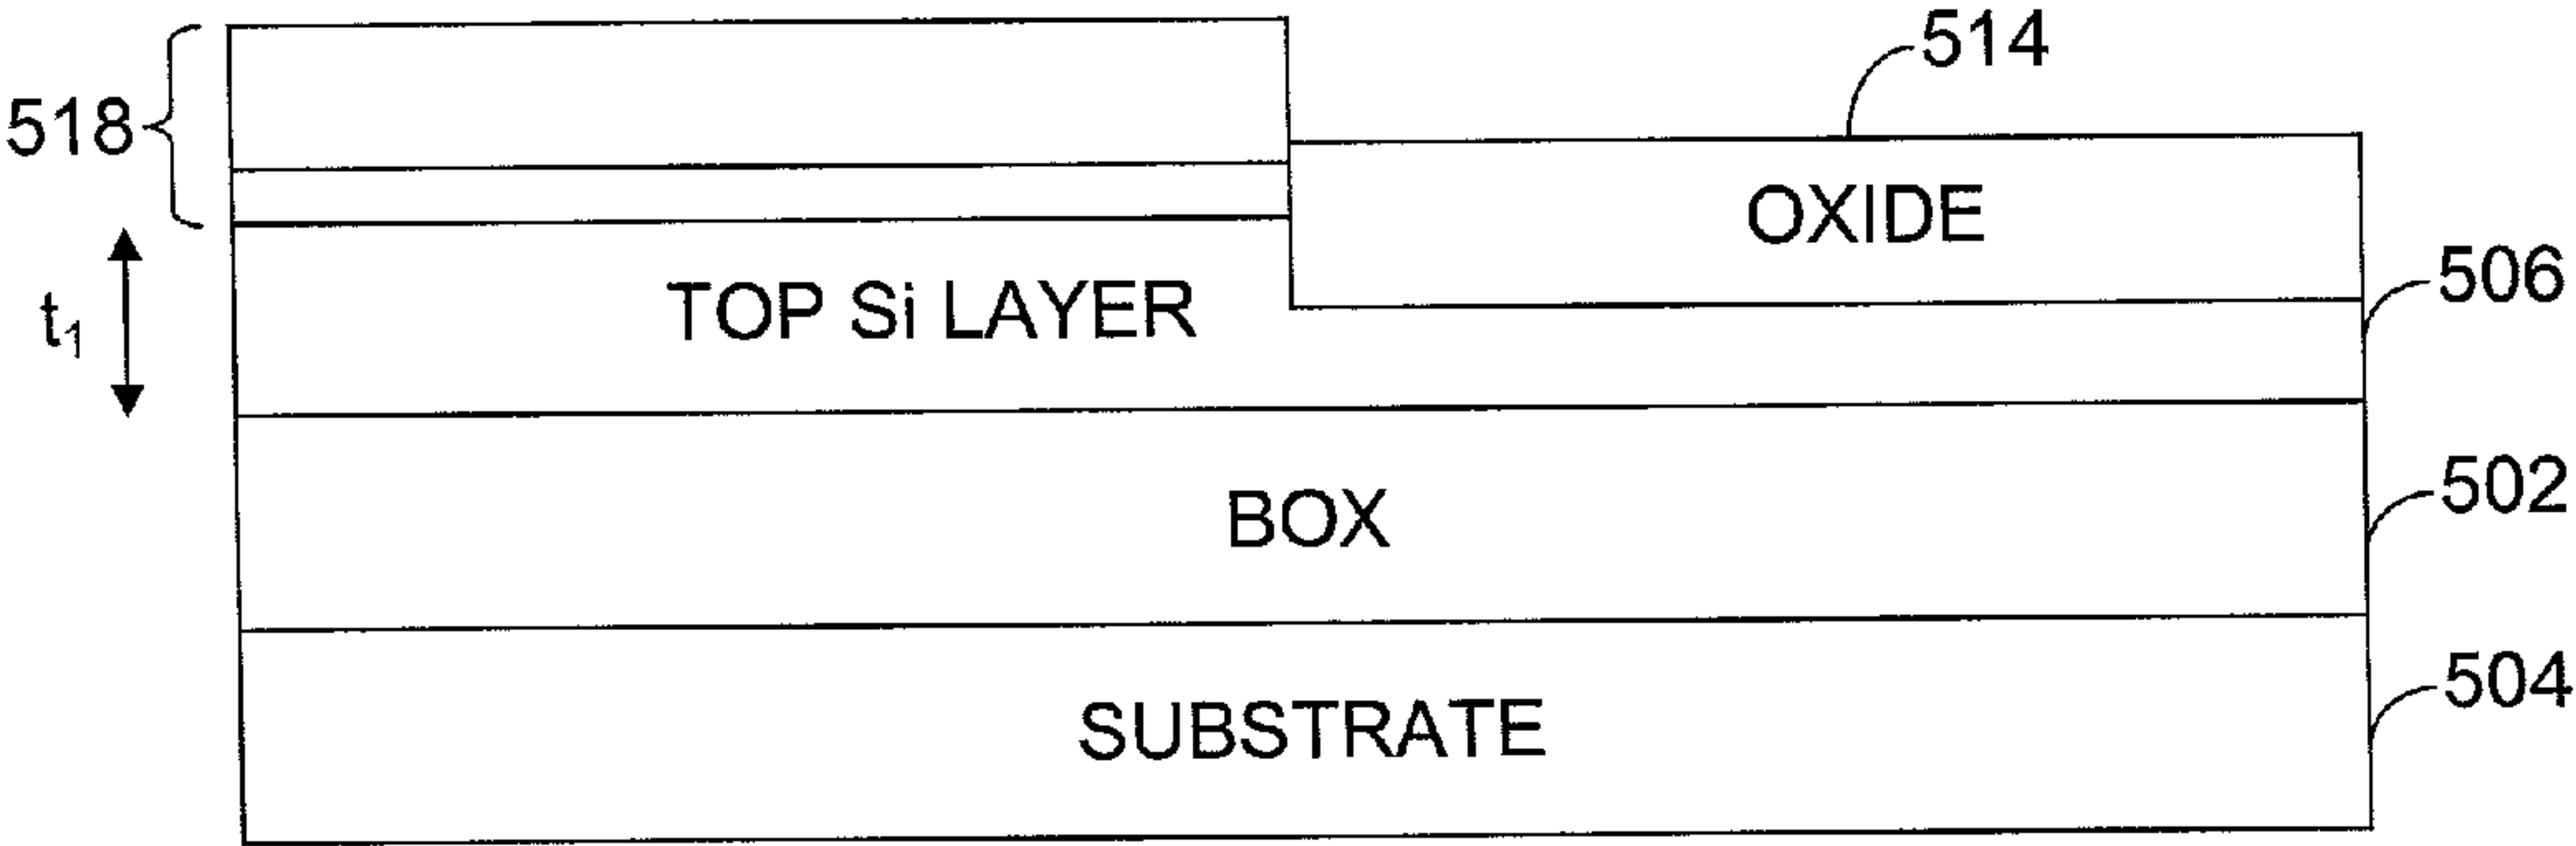 514
518
OXIDE
506
TOP Si LAYER
t₁
502
BOX
504
SUBSTRATE